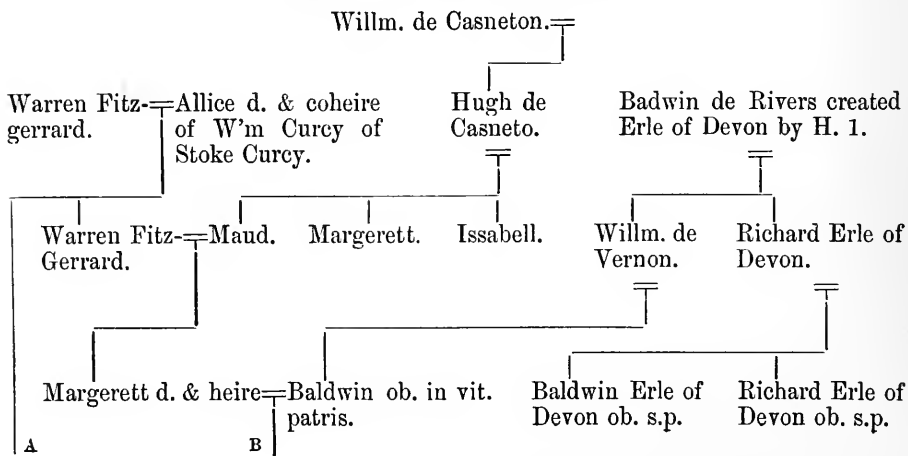 Willm. de Casneton.
Warren Fitz-
gerrard.
Allice d. & coheire
of W'm Curcy of
Stoke Curcy.
Hugh de
Casneto.
Badwin de Rivers created
Erle of Devon by H. 1.
Warren Fitz-
Gerrard.
Maud.
Margerett.
Issabell.
Willm. de
Vernon.
Richard Erle of
Devon.
Margerett d. & heire
Baldwin ob. in vit.
patris.
Baldwin Erle of
Devon ob. s.p.
Richard Erle of
Devon ob. s.p.
A
B